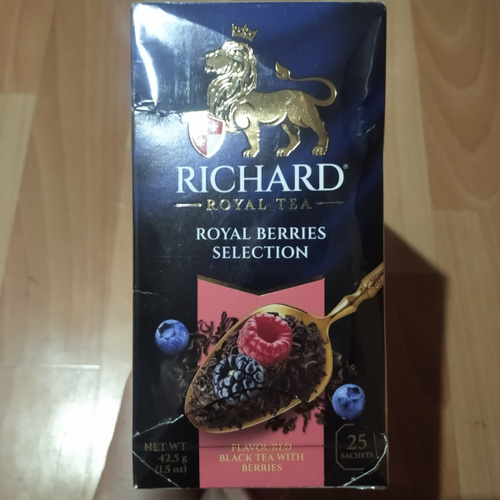 RICHARD®
ROYAL TEA
ROYAL BERRIES
SELECTION
NET WT
42,5 g
(1.5 oz)
FLAVOURED
BLACK TEA WITH
BERRIES
25
SACHETS